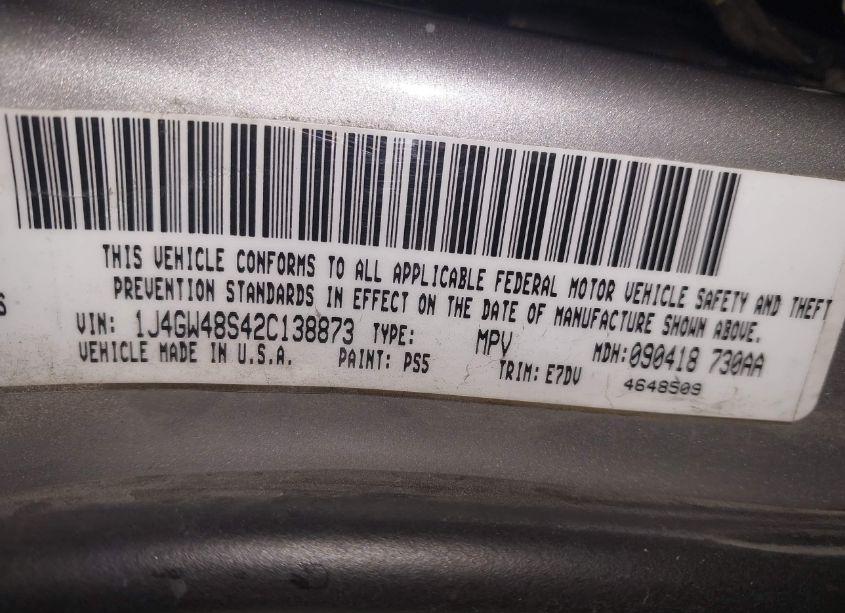 THIS VEHICLE CONFORMS TO ALL APPLICABLE FEDERAL MOTOR VEHICLE SAFETY AND THEFT
PREVENTION STANDARDS IN EFFECT ON THE DATE OF MANUFACTURE SHOWN ABOVE.
VIN: 1J4GW48S42C138873 TYPE: MPV MDH: 090418 730AA
VEHICLE MADE IN U.S.A. PAINT: PS5 TRIM: E7DV 4648509